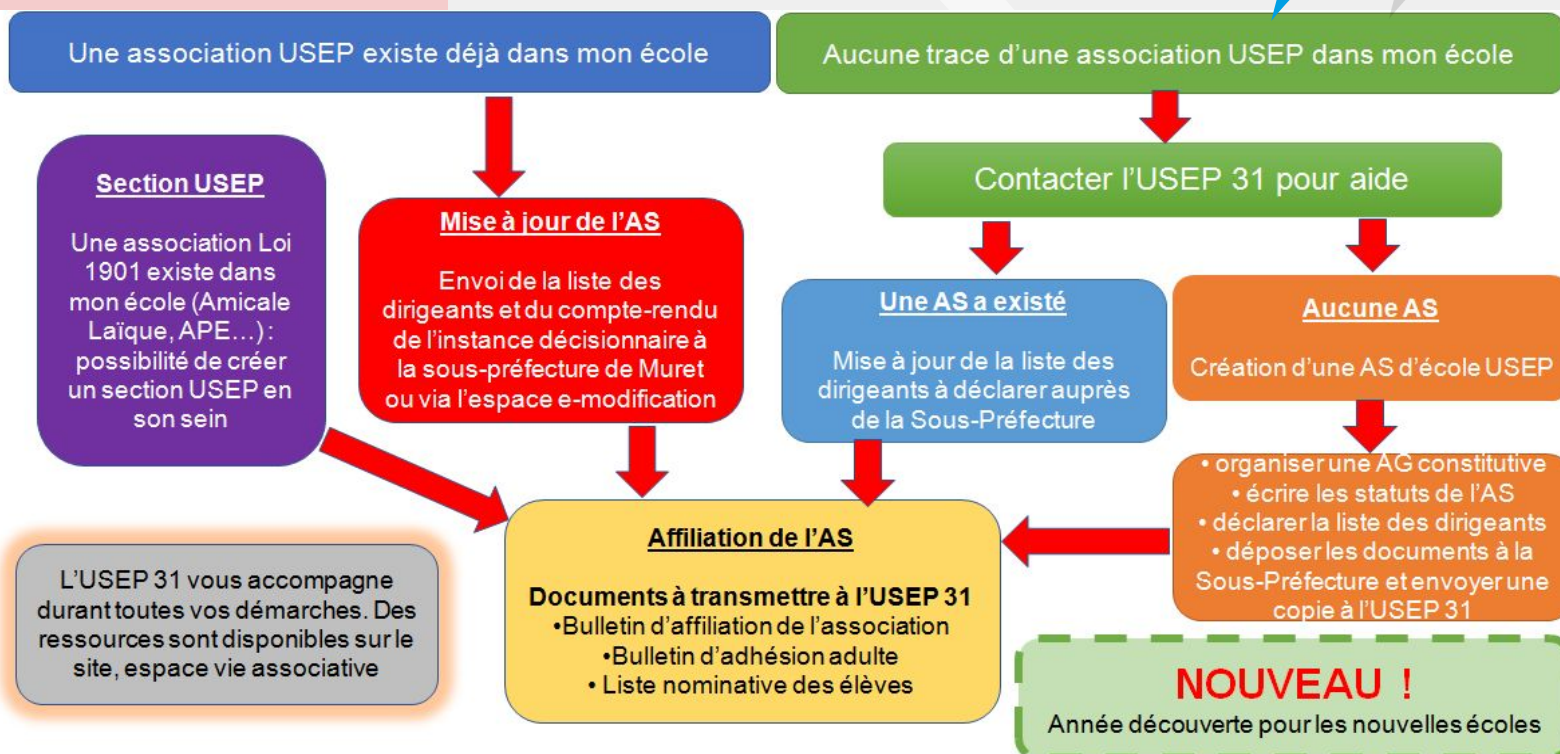 Une association USEP existe déjà dans mon école
Aucune trace d'une association USEP dans mon école
Section USEP
Une association Loi
1901 existe dans
mon école (Amicale
Laïque, APE…) :
possibilité de créer
un section USEP en
son sein
Mise à jour de l'AS
Envoi de la liste des
dirigeants et du compte-rendu
de l'instance décisionnaire à
la sous-préfecture de Muret
ou via l'espace e-modification
Contacter l'USEP 31 pour aide
Une AS a existé
Mise à jour de la liste des
dirigeants à déclarer auprès
de la Sous-Préfecture
Aucune AS
Création d'une AS d'école USEP
• organiser une AG constitutive
• écrire les statuts de l'AS
• déclarer la liste des dirigeants
• déposer les documents à la
Sous-Préfecture et envoyer une
copie à l'USEP 31
Affiliation de l'AS
Documents à transmettre à l'USEP 31
•Bulletin d'affiliation de l'association
•Bulletin d'adhésion adulte
• Liste nominative des élèves
L'USEP 31 vous accompagne
durant toutes vos démarches. Des
ressources sont disponibles sur le
site, espace vie associative
NOUVEAU !
Année découverte pour les nouvelles écoles